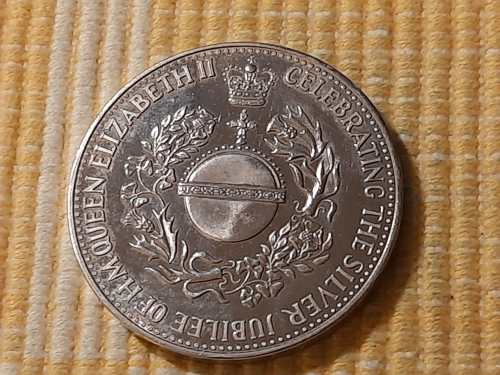 CELEBRATING THE SILVER JUBILEE OF H.M. QUEEN ELIZABETH II